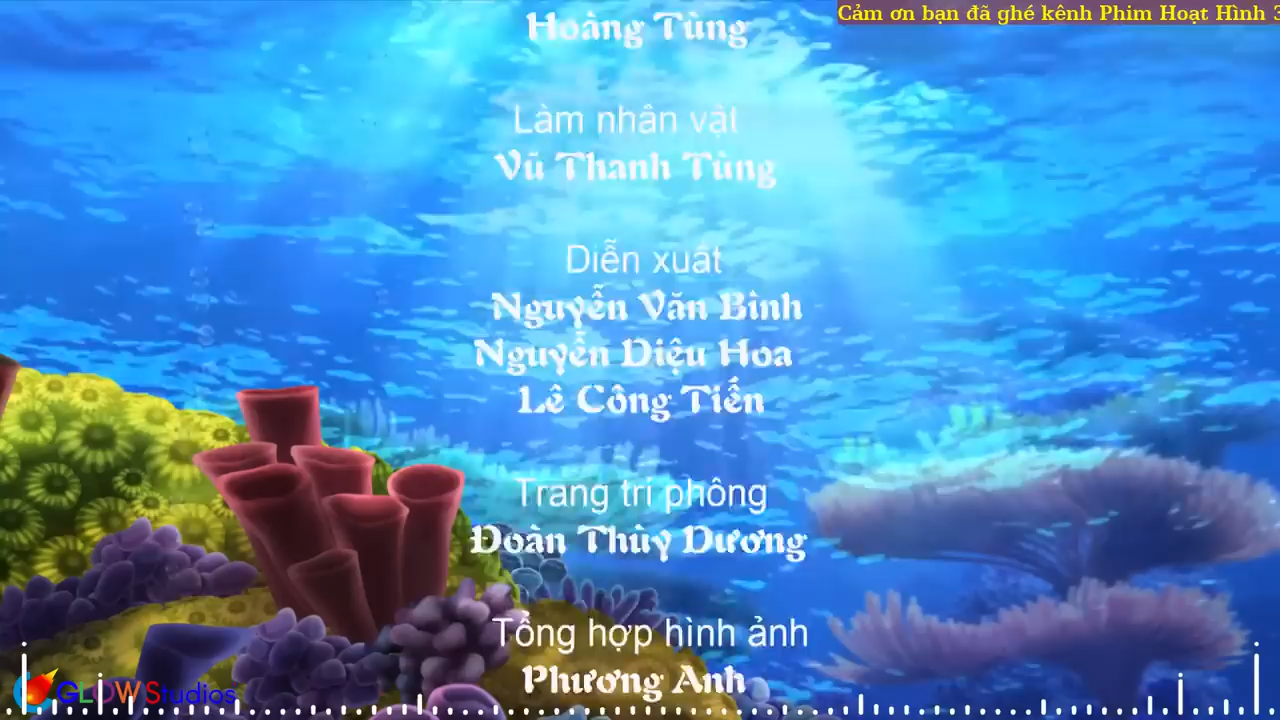 Cảm ơn bạn đã ghé kênh Phim Hoạt Hình 3
Hoàng Tùng
Làm nhân vật
Vũ Thanh Tùng
Diễn xuất
Nguyễn Văn Bình
Nguyễn Diệu Hoa
Lê Công Tiến
Trang trí phông
Đoàn Thùy Dương
Tổng hợp hình ảnh
Phương Anh
GLOW Studios